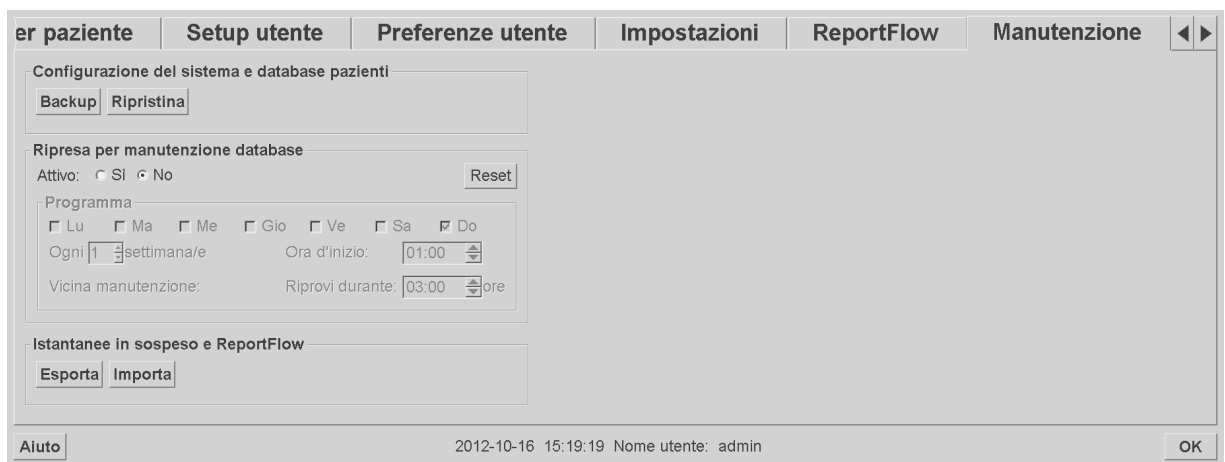 er paziente Setup utente Preferenze utente Impostazioni ReportFlow Manutenzione
Configurazione del sistema e database pazienti
Backup Ripristina
Ripresa per manutenzione database
Attivo: Sì No Reset
Programma
Lu Ma Me Gio Ve Sa Do
Ogni 1 settimana/e Ora d'inizio: 01:00
Vicina manutenzione: Riprovi durante: 03:00 ore
Istantanee in sospeso e ReportFlow
Esporta Importa
Aiuto 2012-10-16 15:19:19 Nome utente: admin OK